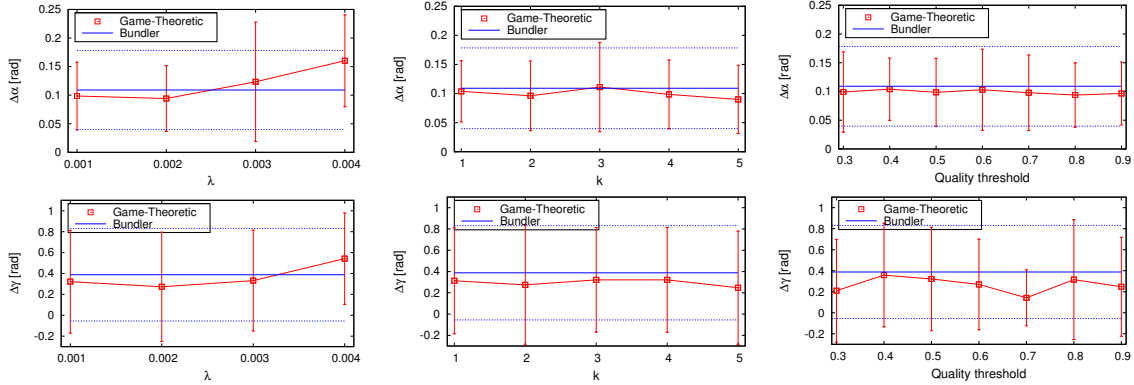 0.25
0.2
0.15
0.1
0.05
0
Δα [rad]
Game-Theoretic
Bundler
0.001 0.002 0.003 0.004
λ
0.25
0.2
0.15
0.1
0.05
0
Δα [rad]
Game-Theoretic
Bundler
1 2 3 4 5
k
0.25
0.2
0.15
0.1
0.05
0
Δα [rad]
Game-Theoretic
Bundler
0.3 0.4 0.5 0.6 0.7 0.8 0.9
Quality threshold
1
0.8
0.6
0.4
0.2
0
-0.2
Δγ [rad]
Game-Theoretic
Bundler
0.001 0.002 0.003 0.004
λ
1
0.8
0.6
0.4
0.2
0
-0.2
Δγ [rad]
Game-Theoretic
Bundler
1 2 3 4 5
k
1
0.8
0.6
0.4
0.2
0
-0.2
Δγ [rad]
Game-Theoretic
Bundler
0.3 0.4 0.5 0.6 0.7 0.8 0.9
Quality threshold